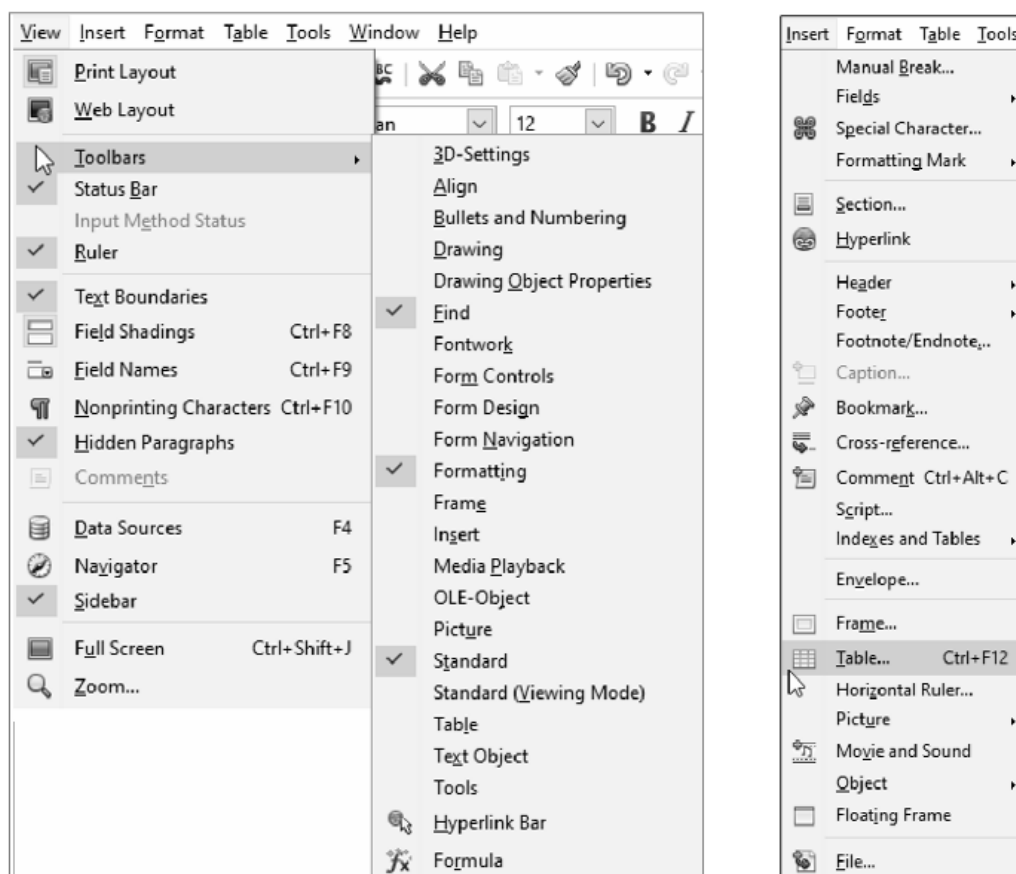 View Insert Format Table Tools Window Help
Print Layout
Web Layout
an 12 B I
Toolbars
Status Bar
Input Method Status
Ruler
Text Boundaries
Field Shadings Ctrl+F8
Field Names Ctrl+F9
Nonprinting Characters Ctrl+F10
Hidden Paragraphs
Comments
Data Sources F4
Navigator F5
Sidebar
Full Screen Ctrl+Shift+J
Zoom...
3D-Settings
Align
Bullets and Numbering
Drawing
Drawing Object Properties
Find
Fontwork
Form Controls
Form Design
Form Navigation
Formatting
Frame
Insert
Media Playback
OLE-Object
Picture
Standard
Standard (Viewing Mode)
Table
Text Object
Tools
Hyperlink Bar
Formula
Insert Format Table Tools
Manual Break...
Fields
Special Character...
Formatting Mark
Section...
Hyperlink
Header
Footer
Footnote/Endnote...
Caption...
Bookmark...
Cross-reference...
Comment Ctrl+Alt+C
Script...
Indexes and Tables
Envelope...
Frame...
Table... Ctrl+F12
Horizontal Ruler...
Picture
Movie and Sound
Object
Floating Frame
File...